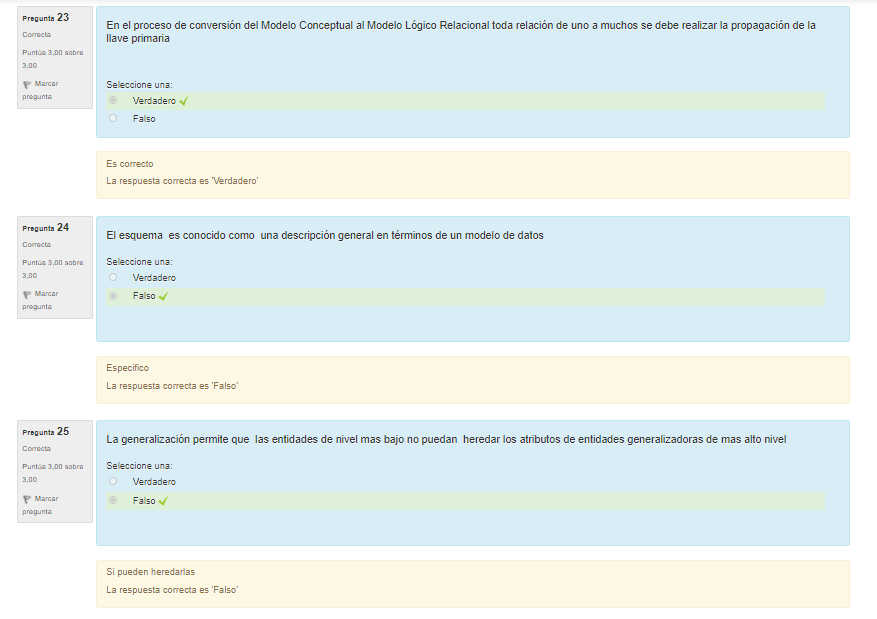 Pregunta 23
Correcta
Puntúa 3,00 sobre
3,00
Marcar
pregunta
En el proceso de conversión del Modelo Conceptual al Modelo Lógico Relacional toda relación de uno a muchos se debe realizar la propagación de la
llave primaria
Seleccione una:
Verdadero
Falso
Es correcto
La respuesta correcta es 'Verdadero'
Pregunta 24
Correcta
Puntúa 3,00 sobre
3,00
Marcar
pregunta
El esquema es conocido como una descripción general en términos de un modelo de datos
Seleccione una:
Verdadero
Falso
Especifico
La respuesta correcta es 'Falso'
Pregunta 25
Correcta
Puntúa 3,00 sobre
3,00
Marcar
pregunta
La generalización permite que las entidades de nivel mas bajo no puedan heredar los atributos de entidades generalizadoras de mas alto nivel
Seleccione una:
Verdadero
Falso
Si pueden heredarlas
La respuesta correcta es 'Falso'